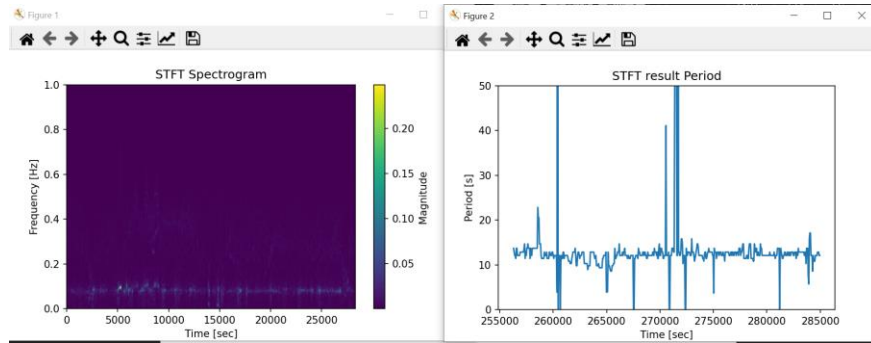 Figure 1
STFT Spectrogram
1.0
0.8
0.6
0.4
0.2
0.0
Frequency [Hz]
0 5000 10000 15000 20000 25000
Time [sec]
0.20
0.15
0.10
0.05
Magnitude
Figure 2
STFT result Period
50
40
30
20
10
0
Period [s]
255000 260000 265000 270000 275000 280000 285000
Time [sec]